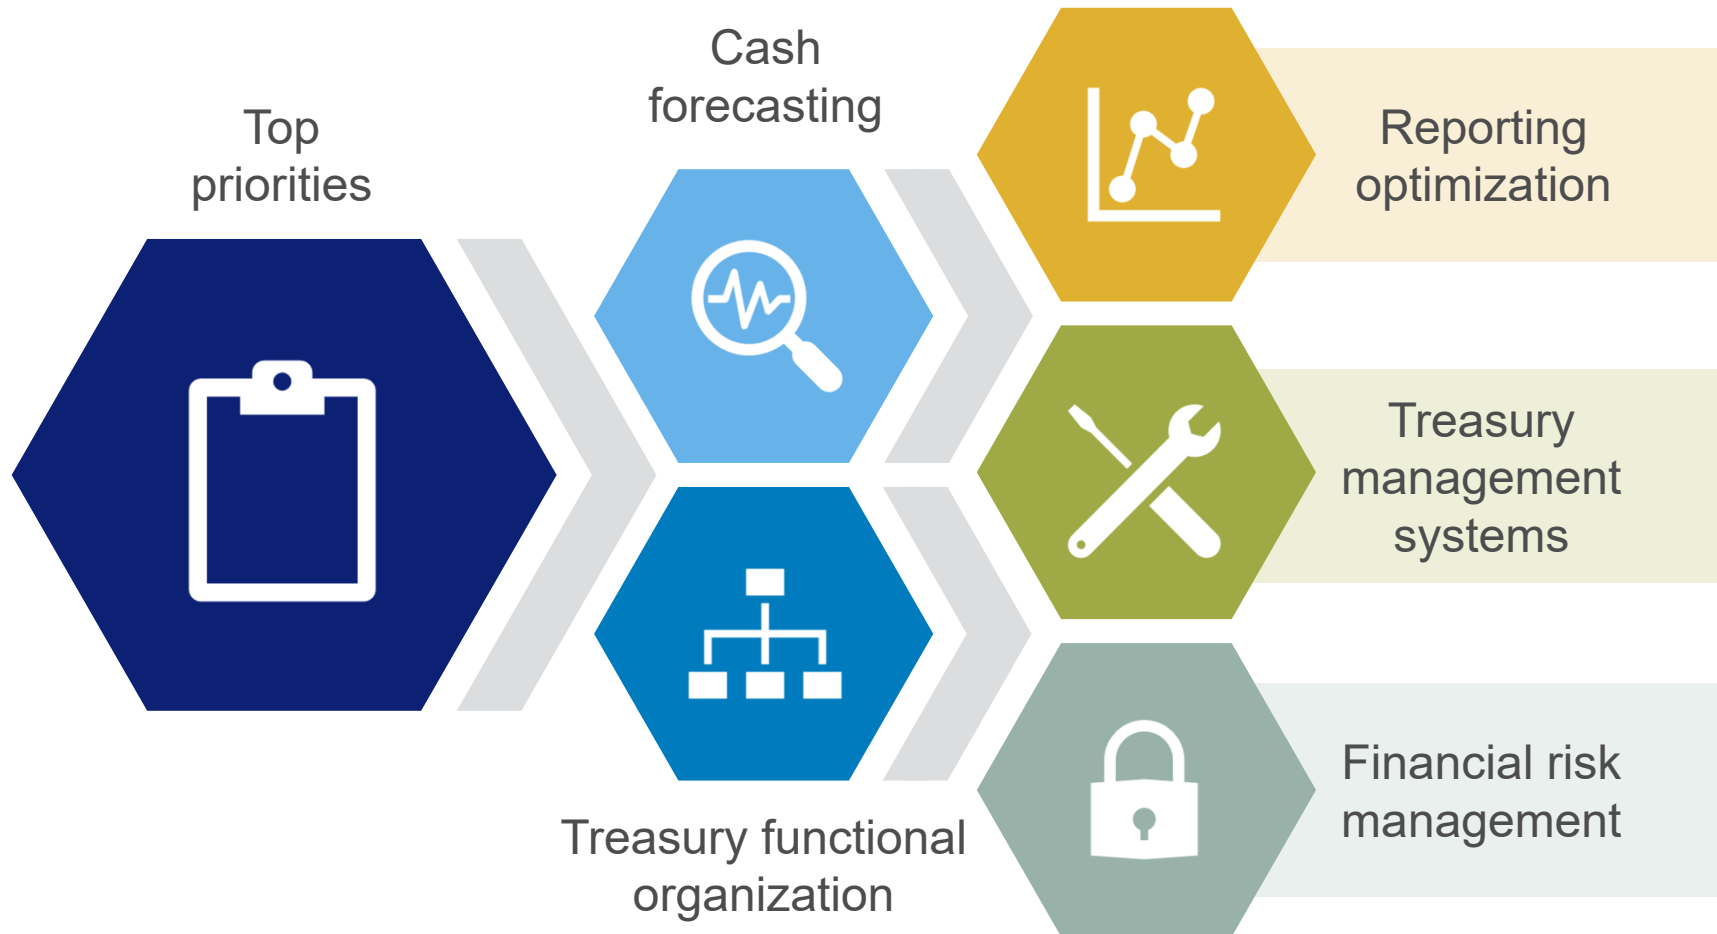 Top
priorities
Cash
forecasting
Treasury functional
organization
Reporting
optimization
Treasury
management
systems
Financial risk
management